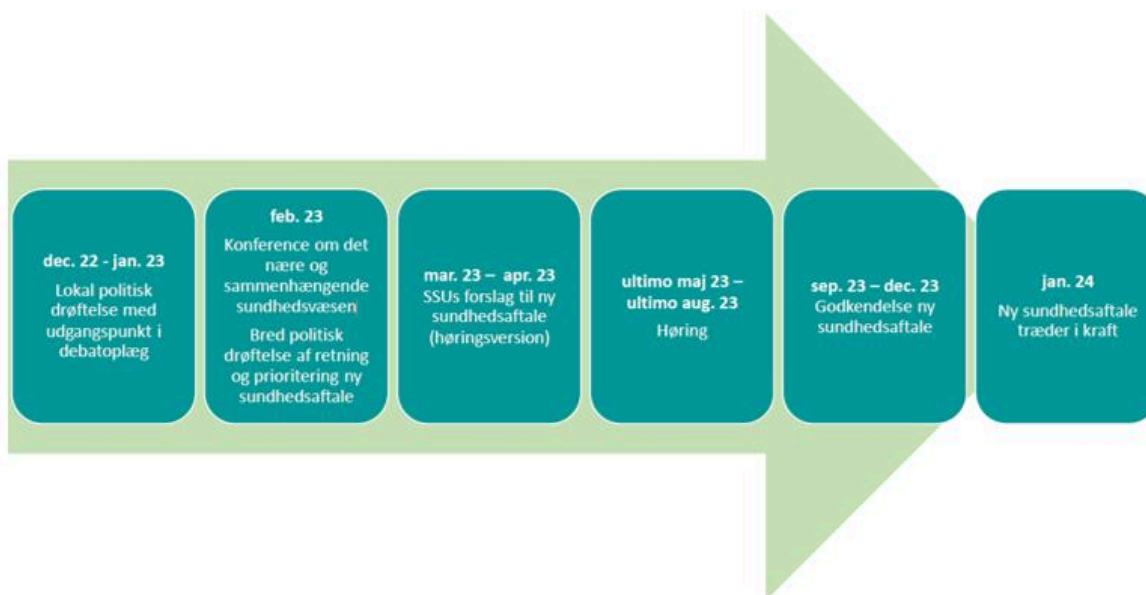 dec. 22 - jan. 23
Lokal politisk
drøftelse med
udgangspunkt i
debatoplæg
feb. 23
Konference om det
nære og
sammenhængende
sundhedsvæsen
Bred politisk
drøftelse af retning
og prioritering ny
sundhedsaftale
mar. 23 – apr. 23
SSUs forslag til ny
sundhedsaftale
(høringsversion)
ultimo maj 23 –
ultimo aug. 23
Høring
sep. 23 – dec. 23
Godkendelse ny
sundhedsaftale
jan. 24
Ny sundhedsaftale
træder i kraft